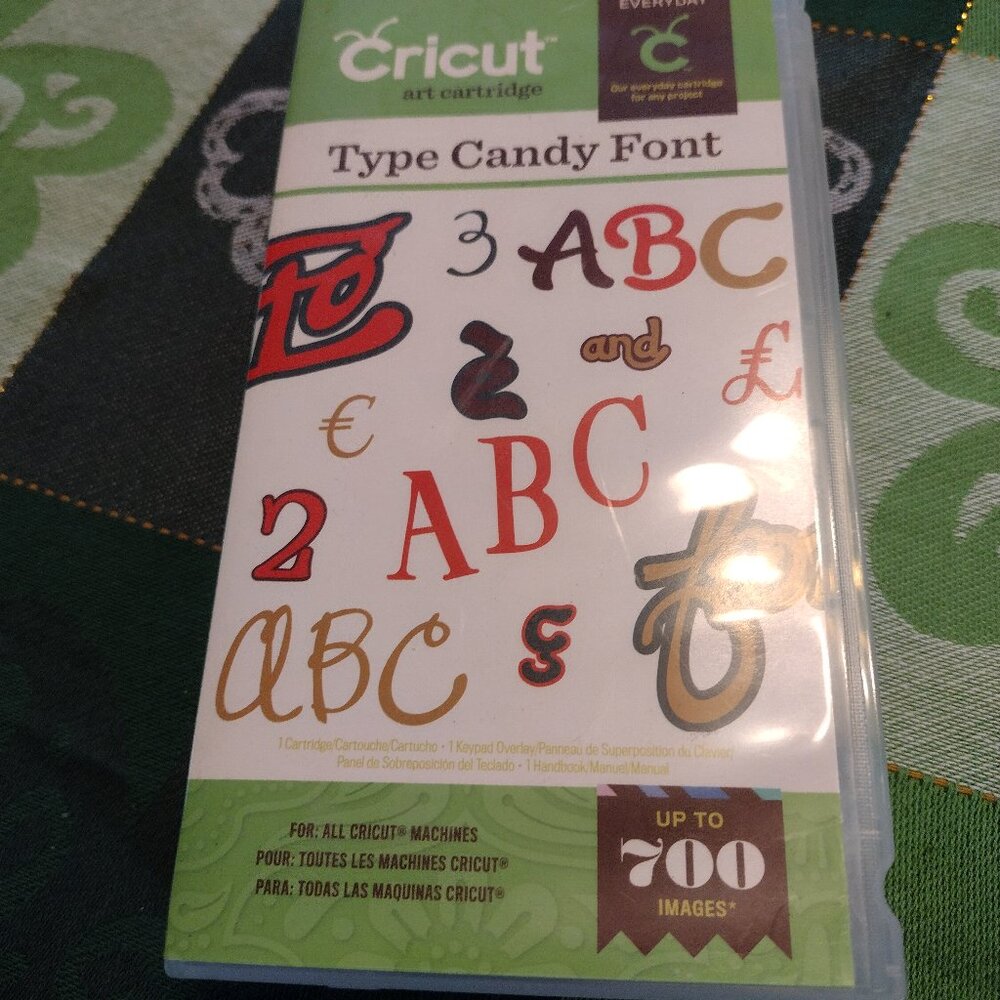 EVERYDAY
Cricut™
art cartridge
Our everyday cartridge
for any project
Type Candy Font
to
3
ABC
Ž
and
£
€
ABC
2
for
ABC
ç
1 Cartridge/Cartouche/Cartucho • 1 Keypad Overlay/Panneau de Superposition du Clavier/
Panel de Sobreposición del Teclado • 1 Handbook/Manuel/Manual
FOR: ALL CRICUT® MACHINES
POUR: TOUTES LES MACHINES CRICUT®
PARA: TODAS LAS MAQUINAS CRICUT®
UP TO
700
IMAGES*